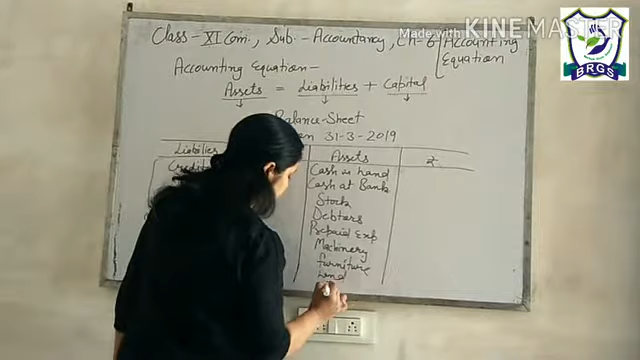 Made with KINEMASTER
Class-XI Com., Sub.- Accountancy, Ch-6 Accounting Equation
Accounting Equation-
Assets = Liabilities + Capital
Balance-Sheet
31-3-2019
Assets ₹
Cash in hand
Cash at Bank
Stock
Debtors
Prepaid Exp
Machinery
furniture
Land
BRGS